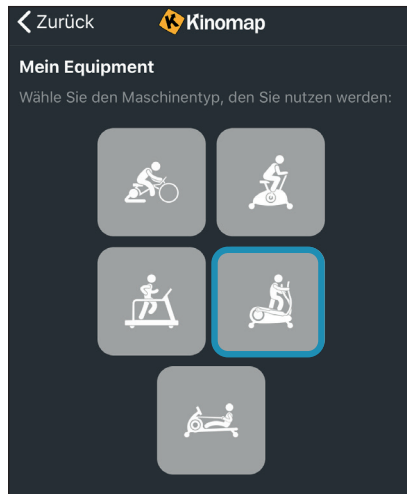 Zurück
Kinomap
Mein Equipment
Wähle Sie den Maschinentyp, den Sie nutzen werden: